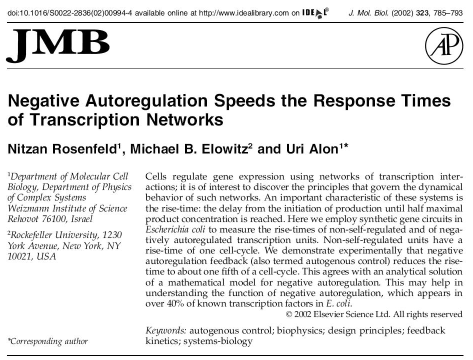 doi:10.1016/S0022-2836(02)00994-4 available online at http://www.idealibrary.com on IDEAL® J. Mol. Biol. (2002) 323, 785–793
JMB
AP
Negative Autoregulation Speeds the Response Times
of Transcription Networks
Nitzan Rosenfeld1, Michael B. Elowitz2 and Uri Alon1*
1Department of Molecular Cell
Biology, Department of Physics
of Complex Systems
Weizmann Institute of Science
Rehovot 76100, Israel
2Rockefeller University, 1230
York Avenue, New York, NY
10021, USA
Cells regulate gene expression using networks of transcription inter-
actions; it is of interest to discover the principles that govern the dynamical
behavior of such networks. An important characteristic of these systems is
the rise-time: the delay from the initiation of production until half maximal
product concentration is reached. Here we employ synthetic gene circuits in
Escherichia coli to measure the rise-times of non-self-regulated and of nega-
tively autoregulated transcription units. Non-self-regulated units have a
rise-time of one cell-cycle. We demonstrate experimentally that negative
autoregulation feedback (also termed autogenous control) reduces the rise-
time to about one fifth of a cell-cycle. This agrees with an analytical solution
of a mathematical model for negative autoregulation. This may help in
understanding the function of negative autoregulation, which appears in
over 40% of known transcription factors in E. coli.
© 2002 Elsevier Science Ltd. All rights reserved
Keywords: autogenous control; biophysics; design principles; feedback
kinetics; systems-biology
*Corresponding author